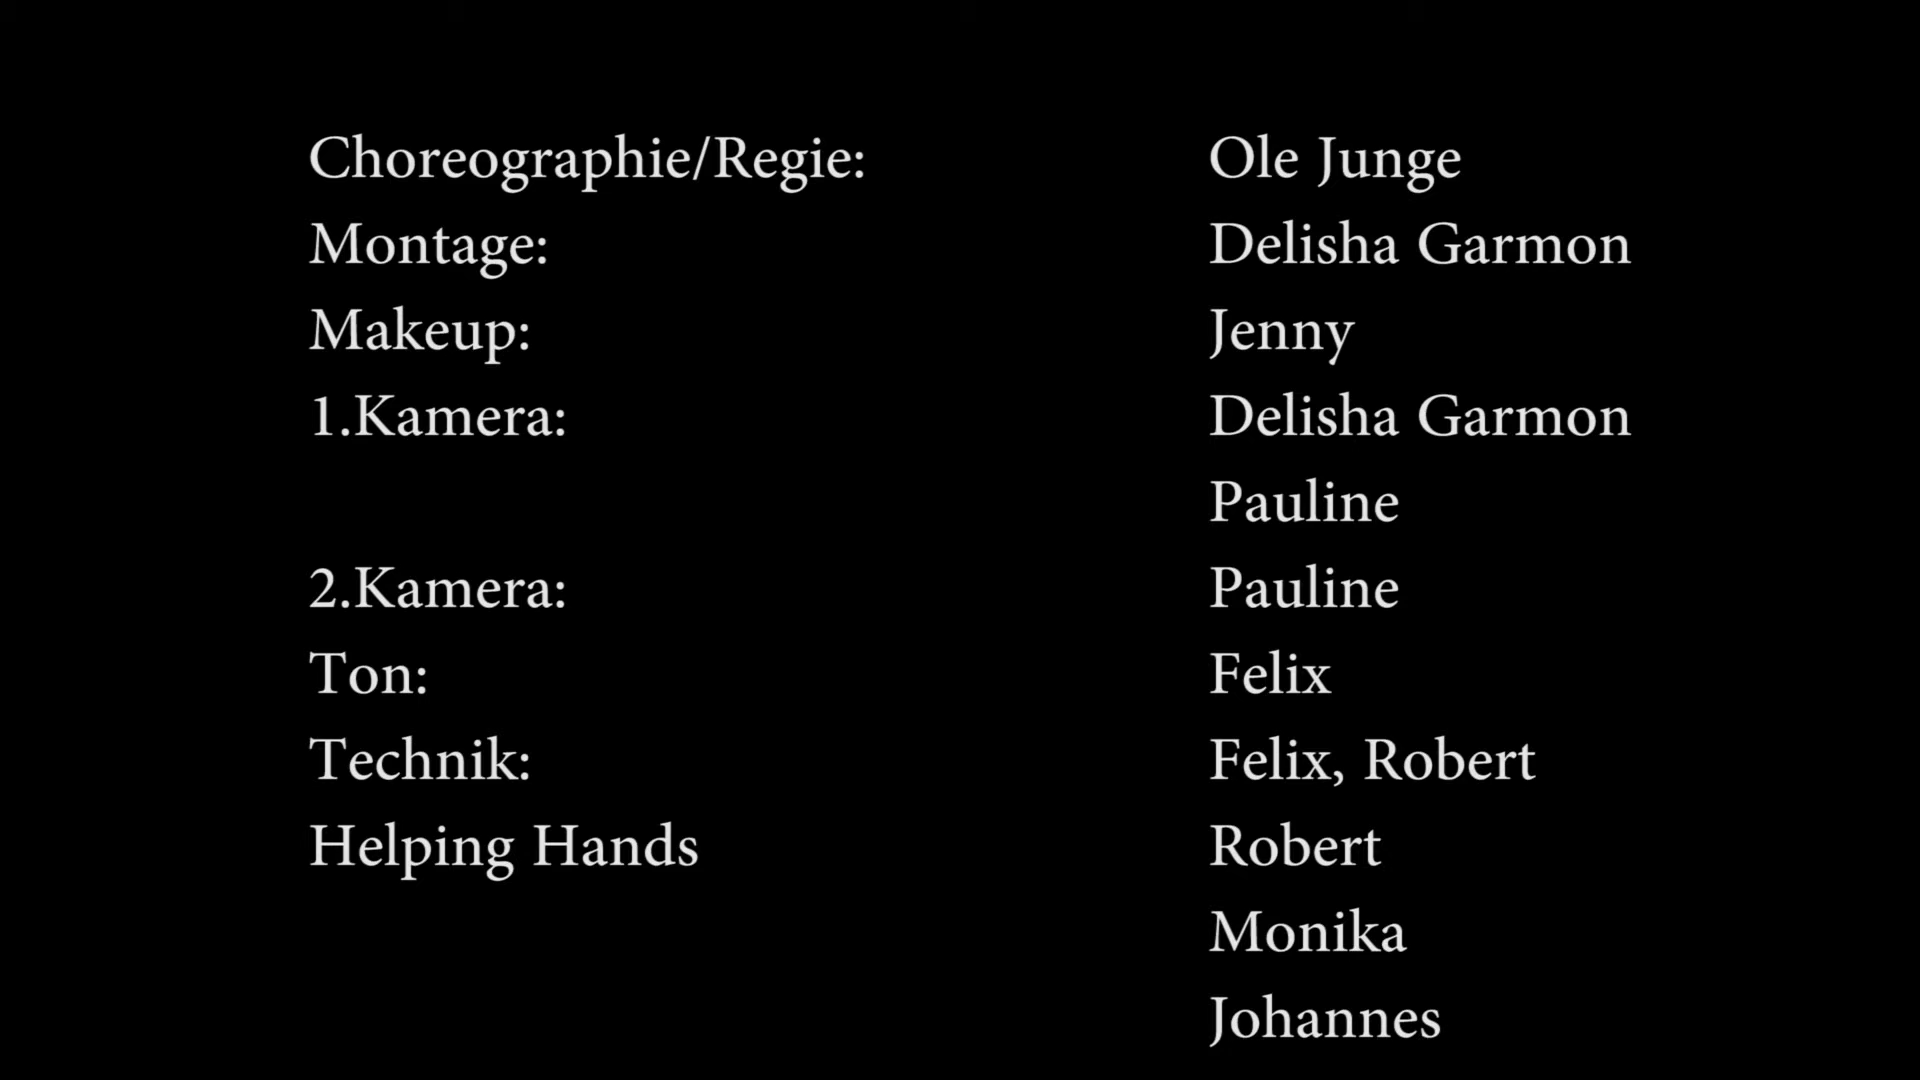 Choreographie/Regie: Ole Junge
Montage: Delisha Garmon
Makeup: Jenny
1.Kamera: Delisha Garmon
Pauline
2.Kamera: Pauline
Ton: Felix
Technik: Felix, Robert
Helping Hands Robert
Monika
Johannes